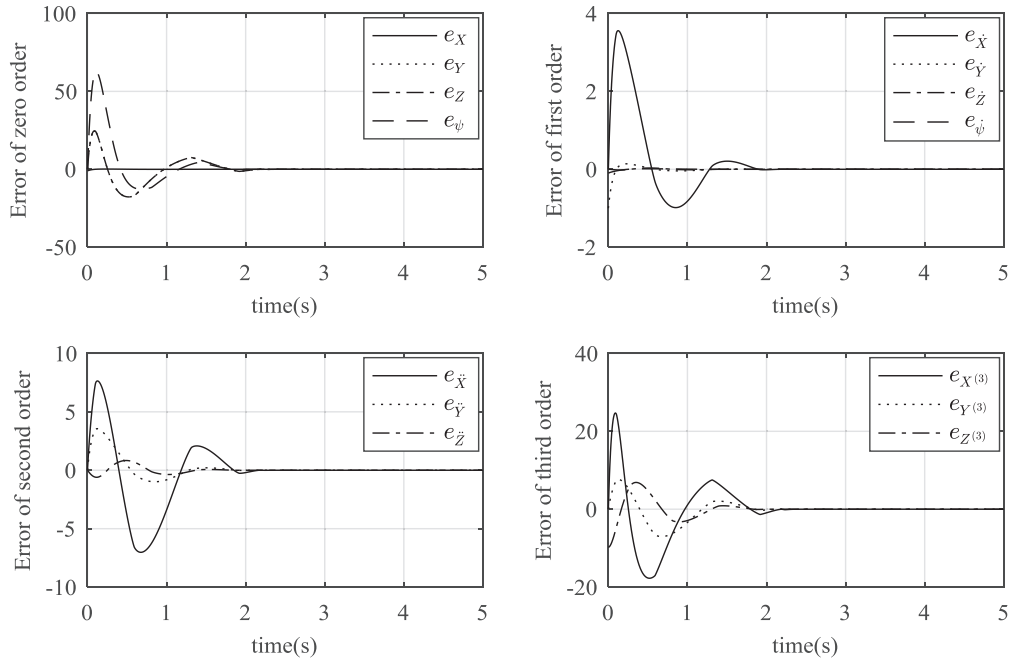 Error of zero order
100
50
0
-50
e_X
e_Y
e_Z
e_ψ
0 1 2 3 4 5
time(s)
Error of first order
4
2
0
-2
e_Ẋ
e_Ẏ
e_Ż
e_ψ̇
0 1 2 3 4 5
time(s)
Error of second order
10
5
0
-5
-10
e_Ẍ
e_Ÿ
e_Z̈
0 1 2 3 4 5
time(s)
Error of third order
40
20
0
-20
e_X(3)
e_Y(3)
e_Z(3)
0 1 2 3 4 5
time(s)